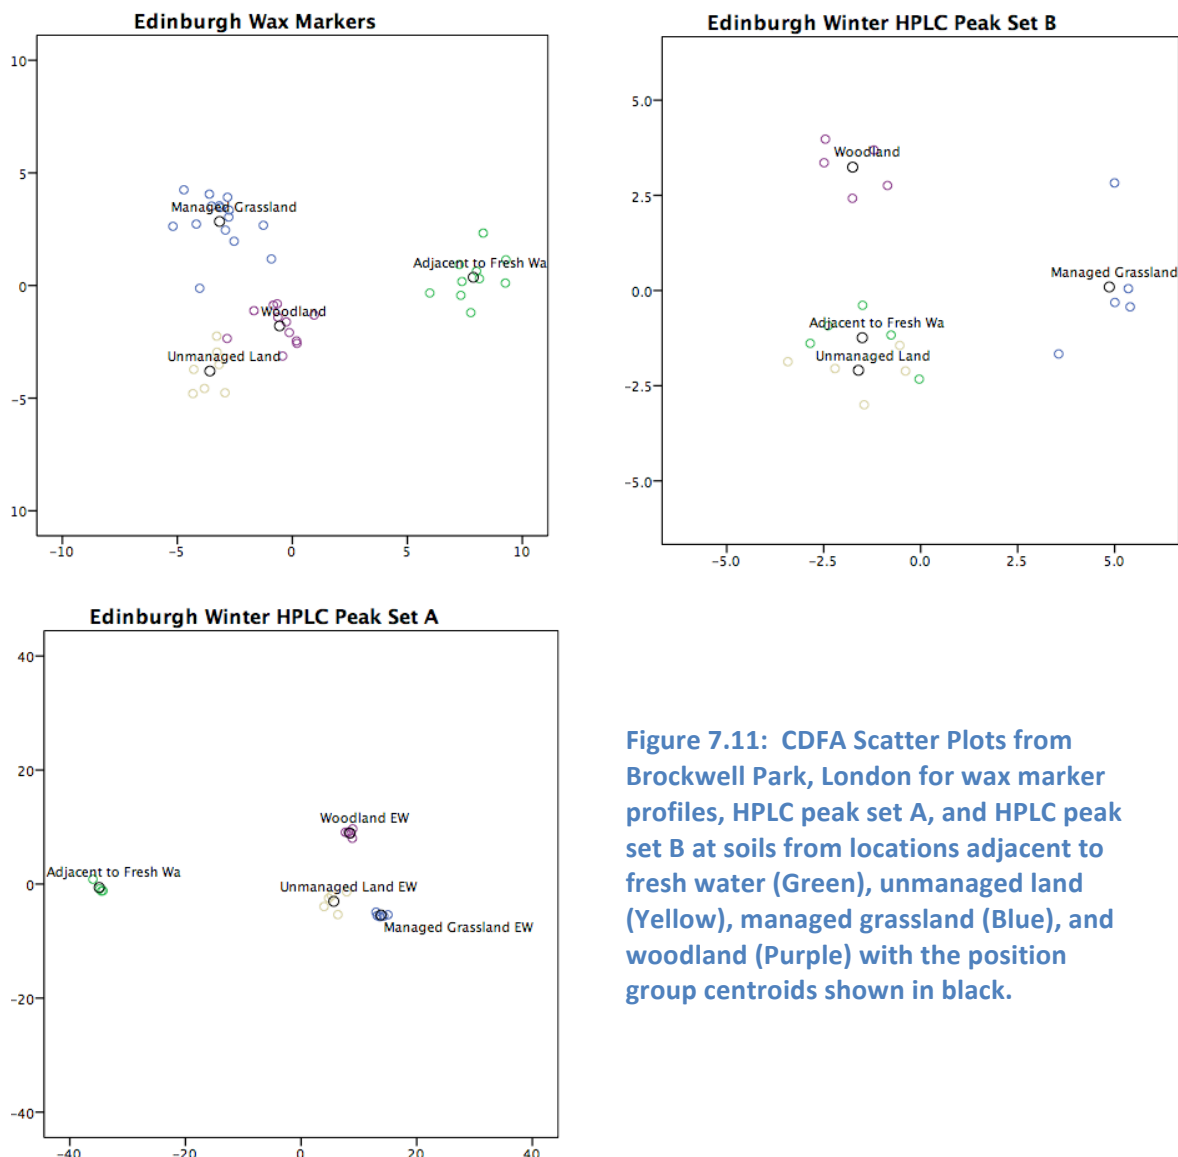 Edinburgh Wax Markers
10
5
0
5
10
-10
-5
0
5
10
Managed Grassland
Adjacent to Fresh Wa
Woodland
Unmanaged Land
Edinburgh Winter HPLC Peak Set B
5.0
2.5
0.0
-2.5
-5.0
-5.0
-2.5
0.0
2.5
5.0
Woodland
Managed Grassland
Adjacent to Fresh Wa
Unmanaged Land
Edinburgh Winter HPLC Peak Set A
40
20
0
-20
-40
-40
-20
0
20
40
Woodland EW
Adjacent to Fresh Wa
Unmanaged Land EW
Managed Grassland EW
Figure 7.11: CDFA Scatter Plots from
Brockwell Park, London for wax marker
profiles, HPLC peak set A, and HPLC peak
set B at soils from locations adjacent to
fresh water (Green), unmanaged land
(Yellow), managed grassland (Blue), and
woodland (Purple) with the position
group centroids shown in black.